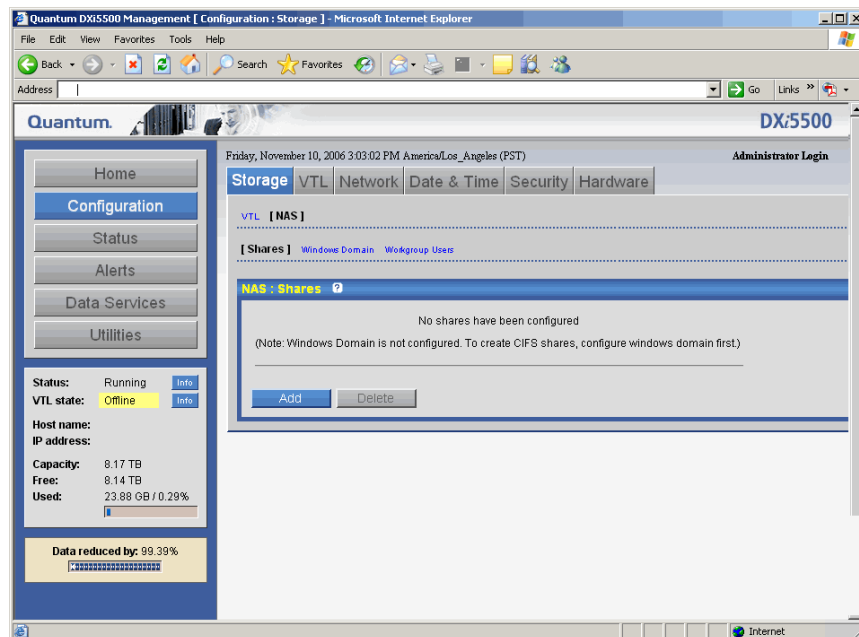 Quantum DXi5500 Management [ Configuration : Storage ] - Microsoft Internet Explorer
File Edit View Favorites Tools Help
Back Search Favorites
Address Go Links »
Quantum. DXi5500
Friday, November 10, 2006 3:03:02 PM America/Los_Angeles (PST) Administrator Login
Home
Configuration
Status
Alerts
Data Services
Utilities
Storage VTL Network Date & Time Security Hardware
VTL [ NAS ]
[ Shares ] Windows Domain Workgroup Users
NAS : Shares ?
No shares have been configured
(Note: Windows Domain is not configured. To create CIFS shares, configure windows domain first.)
Add Delete
Status: Running Info
VTL state: Offline Info
Host name:
IP address:
Capacity: 8.17 TB
Free: 8.14 TB
Used: 23.88 GB / 0.29%
Data reduced by: 99.39%
Internet